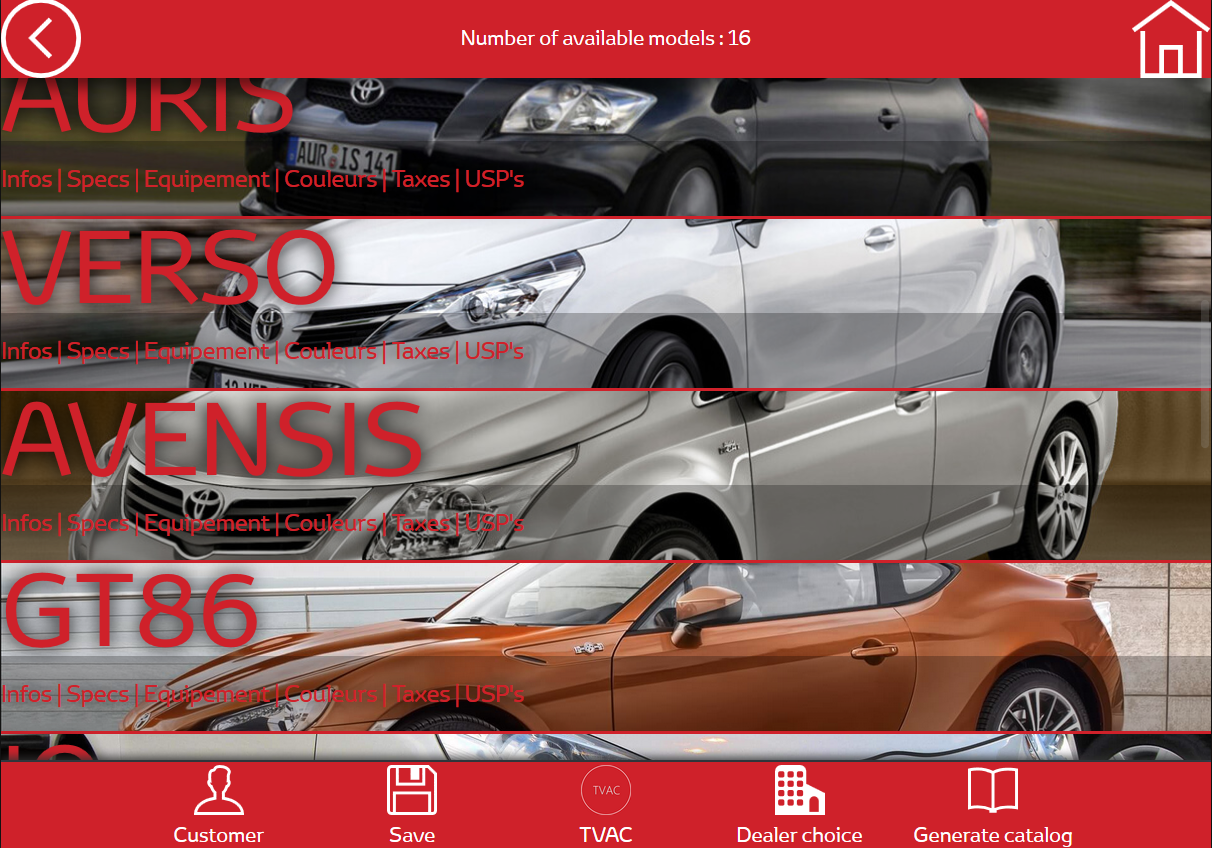 Number of available models : 16
AURIS
AUR IS 141
Infos | Specs | Equipement | Couleurs | Taxes | USP's
VERSO
Infos | Specs | Equipement | Couleurs | Taxes | USP's
AVENSIS
Infos | Specs | Equipement | Couleurs | Taxes | USP's
GT86
Infos | Specs | Equipement | Couleurs | Taxes | USP's
TVAC
Customer
Save
TVAC
Dealer choice
Generate catalog